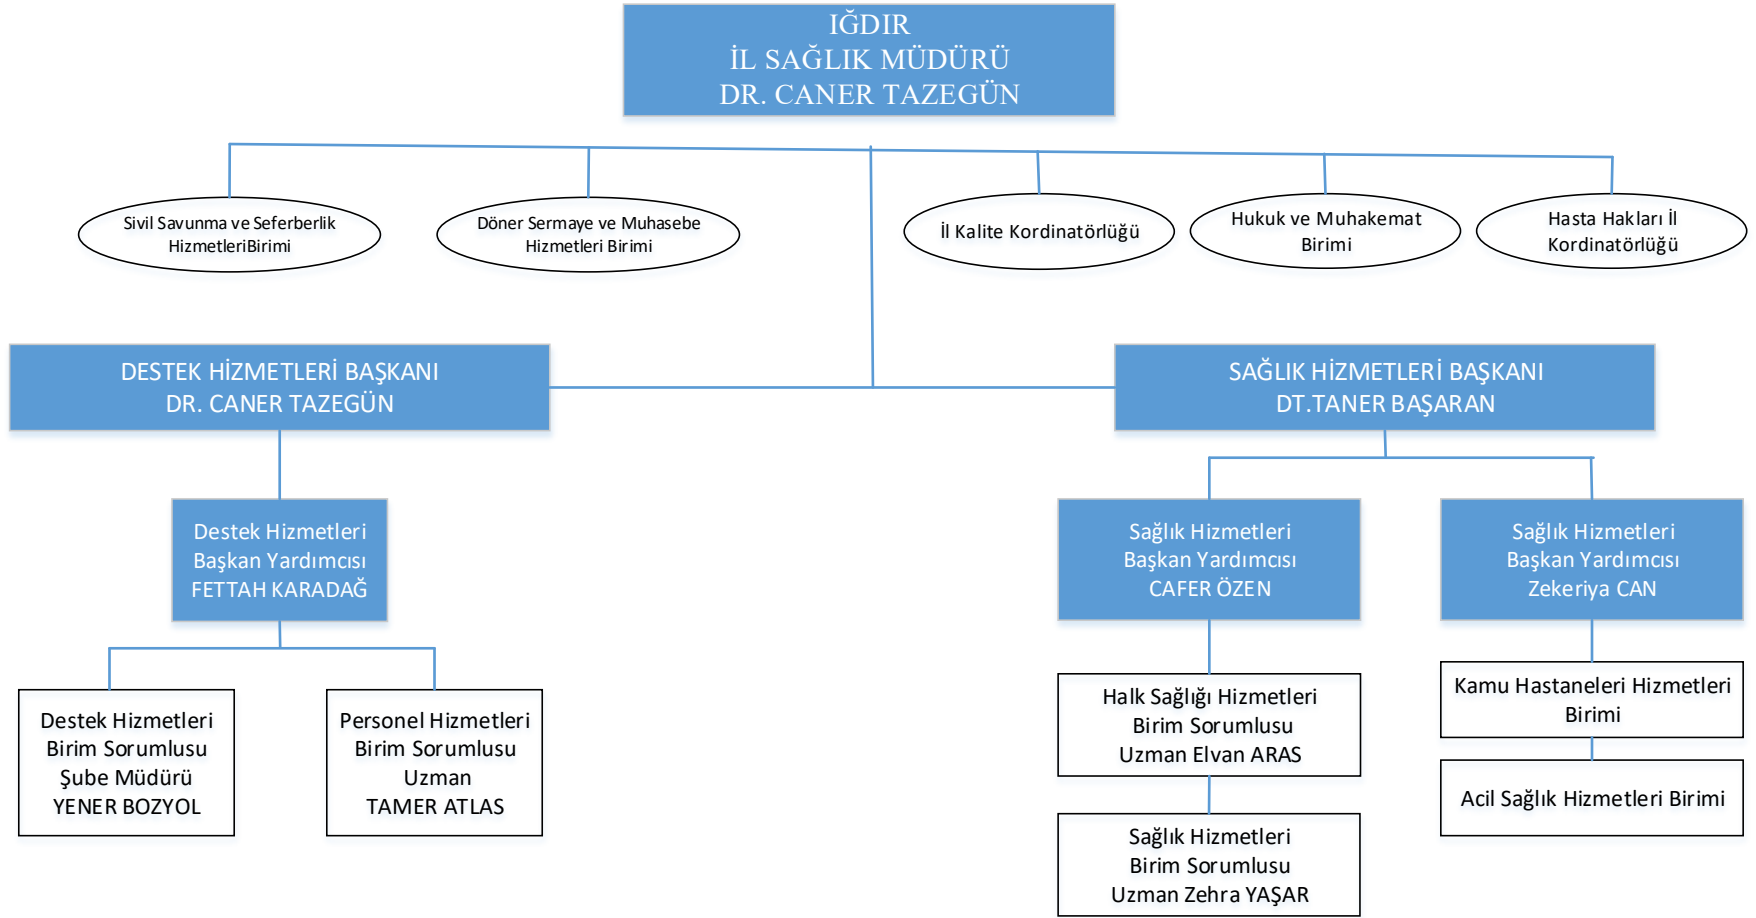 IĞDIR
İL SAĞLIK MÜDÜRÜ
DR. CANER TAZEGÜN
Sivil Savunma ve Seferberlik
HizmetleriBirimi
Döner Sermaye ve Muhasebe
Hizmetleri Birimi
İl Kalite Kordinatörlüğü
Hukuk ve Muhakemat
Birimi
Hasta Hakları İl
Kordinatörlüğü
DESTEK HİZMETLERİ BAŞKANI
DR. CANER TAZEGÜN
SAĞLIK HİZMETLERİ BAŞKANI
DT.TANER BAŞARAN
Destek Hizmetleri
Başkan Yardımcısı
FETTAH KARADAĞ
Sağlık Hizmetleri
Başkan Yardımcısı
CAFER ÖZEN
Sağlık Hizmetleri
Başkan Yardımcısı
Zekeriya CAN
Destek Hizmetleri
Birim Sorumlusu
Şube Müdürü
YENER BOZYOL
Personel Hizmetleri
Birim Sorumlusu
Uzman
TAMER ATLAS
Halk Sağlığı Hizmetleri
Birim Sorumlusu
Uzman Elvan ARAS
Kamu Hastaneleri Hizmetleri
Birimi
Acil Sağlık Hizmetleri Birimi
Sağlık Hizmetleri
Birim Sorumlusu
Uzman Zehra YAŞAR